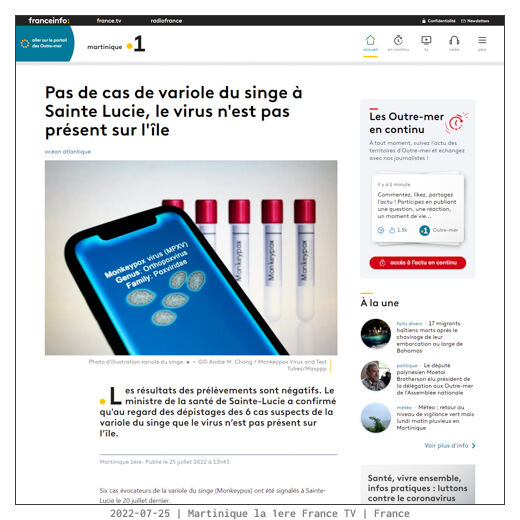 franceinfo:
france.tv
radiofrance
Confidentialité
Newsletters
aller sur le portail
des Outre-mer
martinique 1
accueil
en continu
tv
radio
plus
Pas de cas de variole du singe à
Sainte Lucie, le virus n'est pas
présent sur l'île
océan atlantique
Monkeypox virus (MPXV)
Genus: Orthopoxvirus
Family: Poxviridae
Monkeypox
Monkeypox
Monkeypox
Monkeypox
Photo d'illustration variole du singe. • ©© Andre M. Chang / Monkeypox Virus and Test
Tubes/Maxppp
Les résultats des prélèvements sont négatifs. Le
ministère de la santé de Sainte-Lucie a confirmé
qu'au regard des dépistages des 6 cas suspects de la
variole du singe que le virus n'est pas présent sur
l'île.
Martinique 1ère · Publié le 25 juillet 2022 à 13h43
Six cas évocateurs de la variole du singe (Monkeypox) ont été signalés à Sainte-
Lucie le 20 juillet dernier.
Les Outre-mer
en continu
A tout moment, suivez l'actu des
territoires d'Outre-mer et échangez
avec nos journalistes !
il y a 1 minute
Commentez, likez, partagez
l'actu ! Participez en publiant
une question, une réaction,
un moment de vie...
1.5k
1
Outre-mer
accès à l'actu en continu
À la une
faits divers · 17 migrants
haïtiens morts après le
chavirage de leur
embarcation au large de
Bahamas
politique · Le député
polynésien Moetai
Brotherson élu président de
la délégation aux Outre-mer
de l'Assemblée nationale
météo · Météo : retour au
niveau de vigilance vert mais
lundi matin pluvieux en
Martinique
Voir plus d'info
Santé, vivre ensemble,
infos pratiques : luttons
contre le coronavirus
2022-07-25 | Martinique la 1ere France TV | France